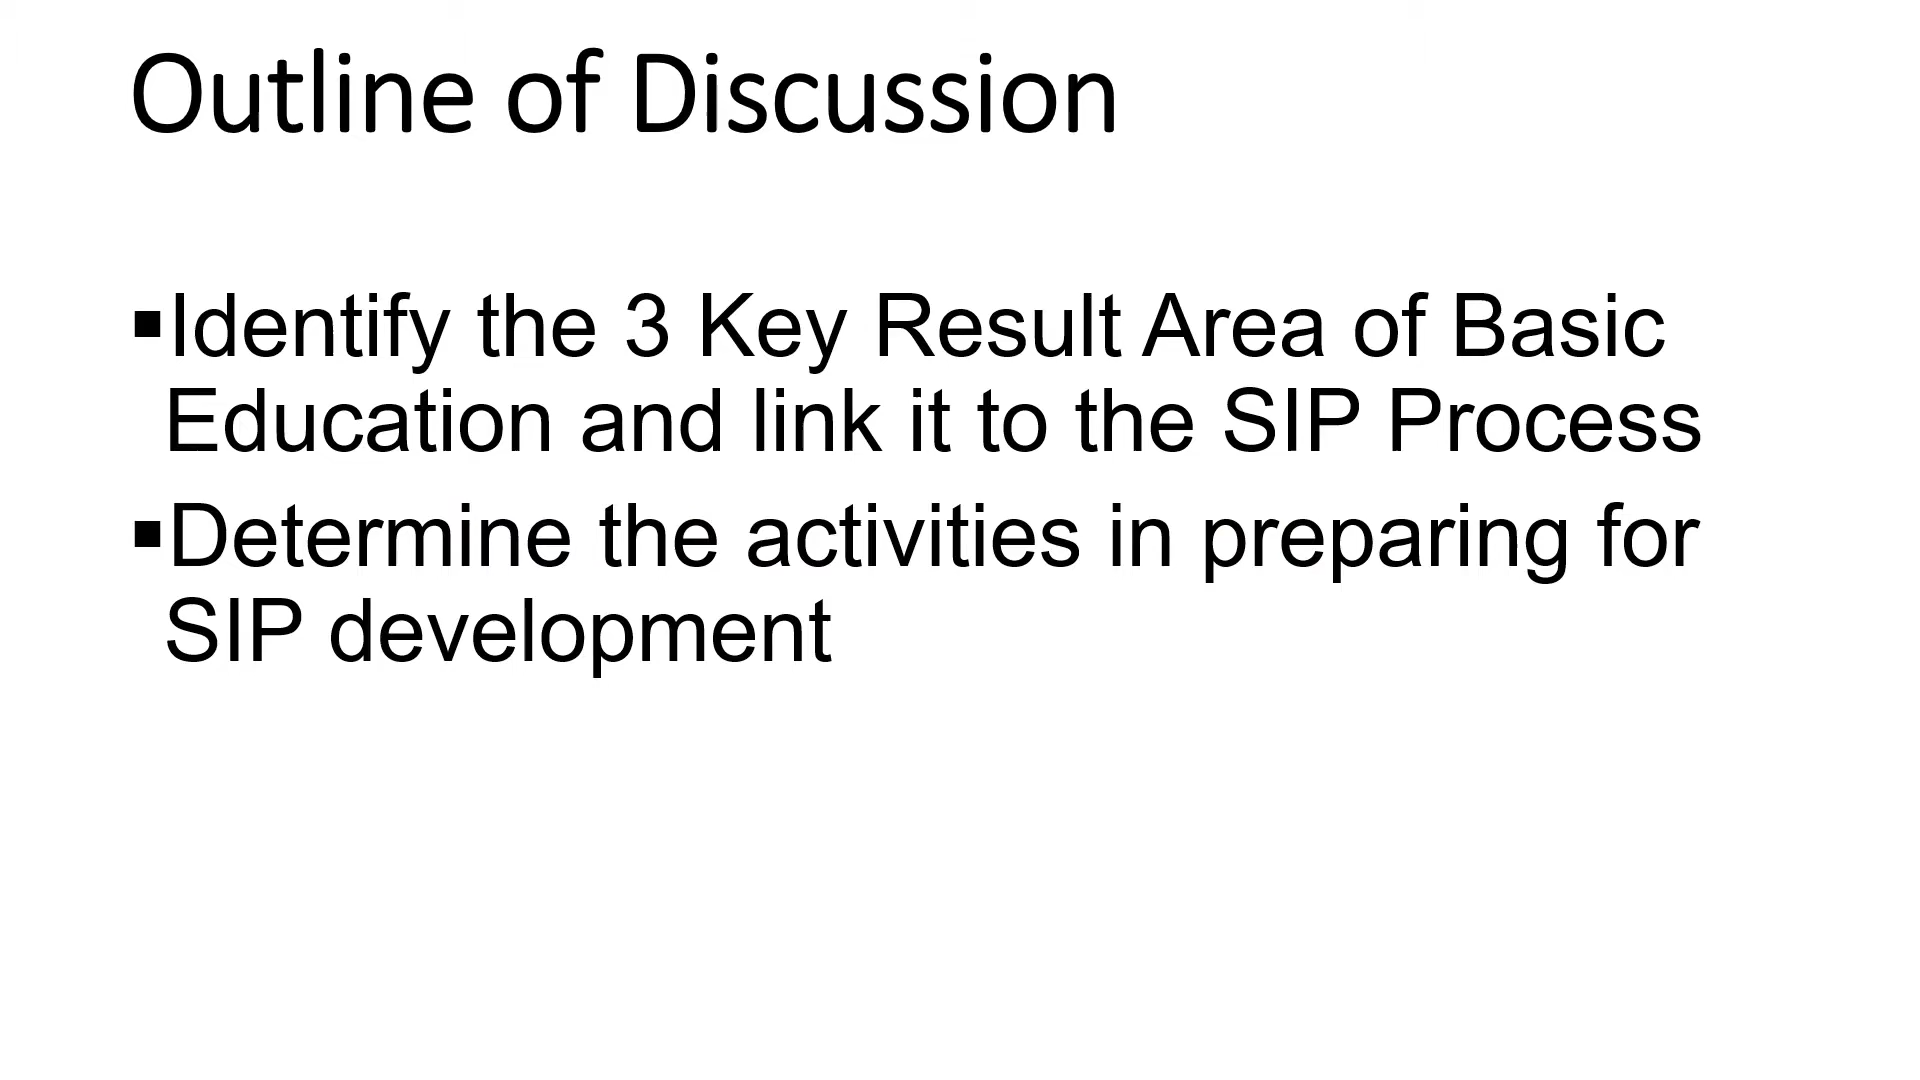 Outline of Discussion
▪Identify the 3 Key Result Area of Basic
Education and link it to the SIP Process
▪Determine the activities in preparing for
SIP development